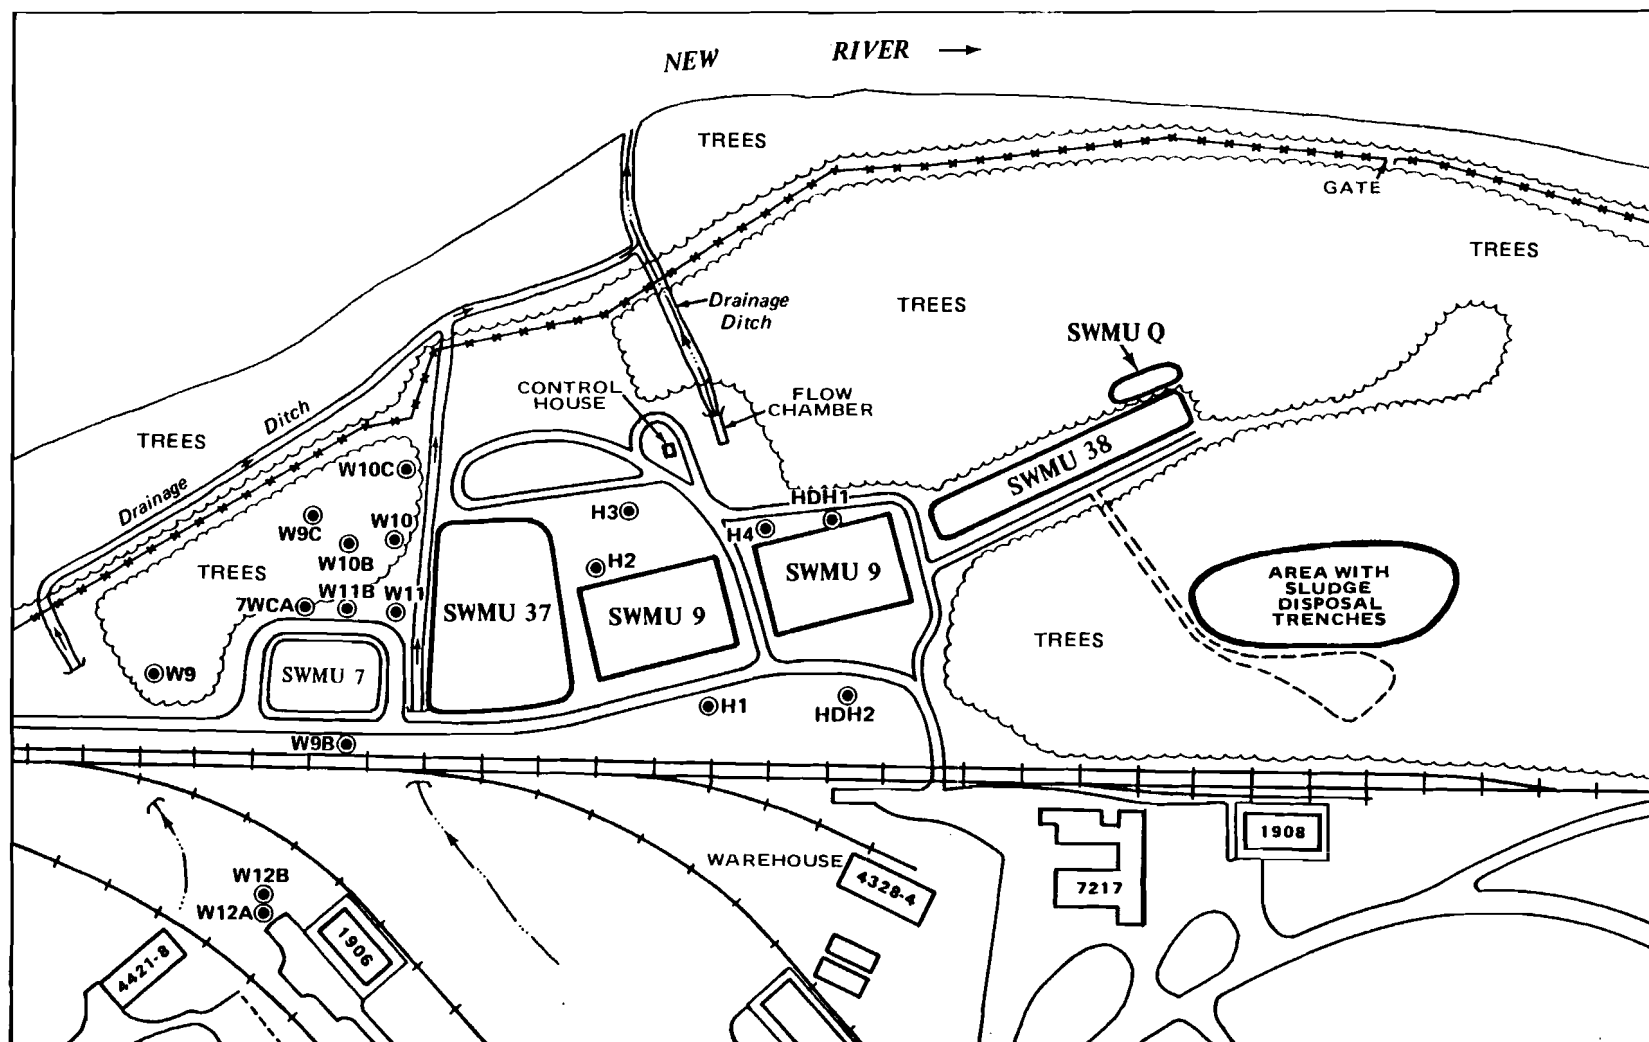 NEW RIVER
TREES
GATE
TREES
TREES
Drainage
Ditch
SWMU Q
CONTROL
HOUSE
FLOW
CHAMBER
Ditch
TREES
Drainage
W10C
SWMU 38
HDH1
H3
H4
W9C
W10
W10B
H2
SWMU 9
TREES
AREA WITH
SLUDGE
DISPOSAL
TRENCHES
7WCA
W11B
W11
SWMU 37
SWMU 9
TREES
W9
SWMU 7
H1
HDH2
W9B
1908
WAREHOUSE
4328-4
7217
W12B
W12A
1906
4421-8